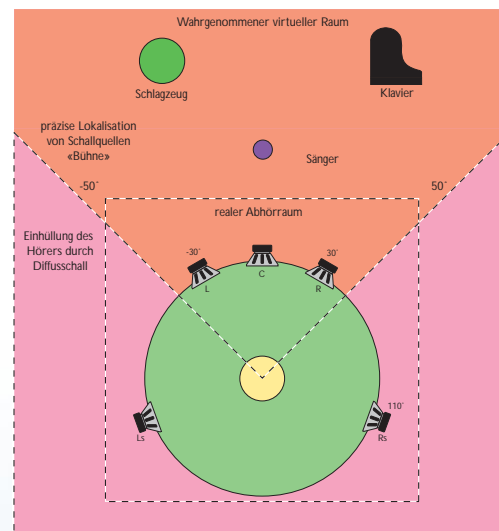 Wahrgenommener virtueller Raum
Schlagzeug
Klavier
präzise Lokalisation
von Schallquellen
«Bühne»
Sänger
-50°
50°
realer Abhörraum
Einhüllung des
Hörers durch
Diffusschall
-30°
30°
L
C
R
110°
Ls
Rs